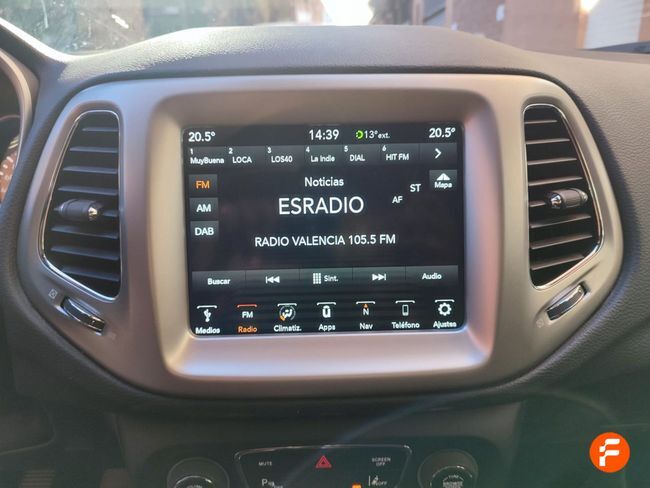 20.5° 14:39 13° ext. 20.5°
1 2 3 4 5 6
MuyBuena LOCA LOS40 La Indie DIAL HIT FM
FM Noticias ST Mapa
AM ESRADIO AF
DAB RADIO VALENCIA 105.5 FM
Buscar Sint. Audio
FM N
Medios Radio Climatiz. Apps Nav Teléfono Ajustes
MUTE SCREEN OFF
P OFF